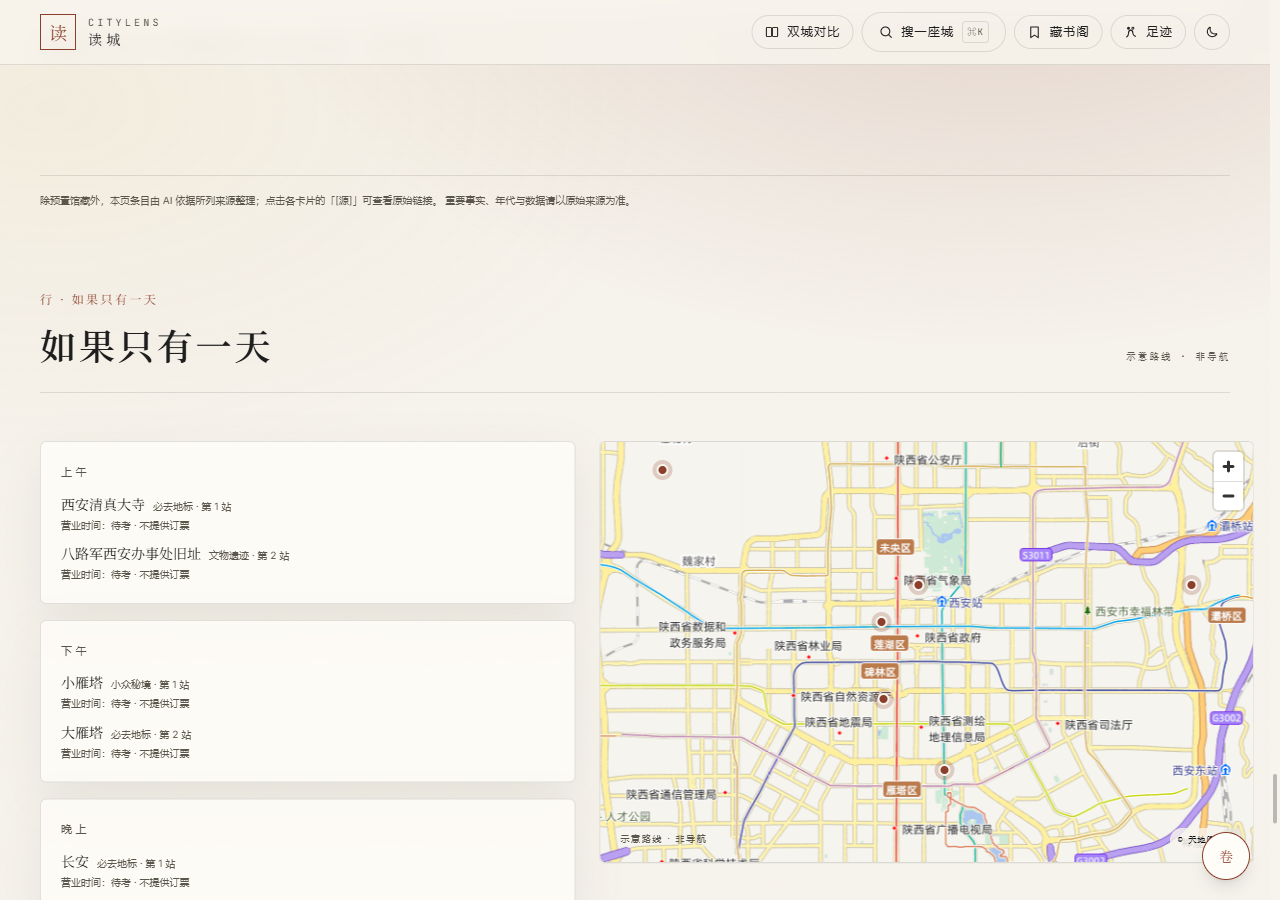 读
CITYLENS
读城
双城对比
搜一座城 ⌘K
藏书阁
足迹
除预置馆藏外，本页条目由 AI 依据所列来源整理；点击各卡片的「[源]」可查看原始链接。 重要事实、年代与数据请以原始来源为准。
行 · 如果只有一天
如果只有一天
示意路线 · 非导航
上午
西安清真大寺 必去地标 · 第 1 站
营业时间：待考 · 不提供订票
八路军西安办事处旧址 文物遗迹 · 第 2 站
营业时间：待考 · 不提供订票
下午
小雁塔 小众秘境 · 第 1 站
营业时间：待考 · 不提供订票
大雁塔 必去地标 · 第 2 站
营业时间：待考 · 不提供订票
晚上
长安 必去地标 · 第 1 站
营业时间：待考 · 不提供订票
陕西省公安厅
+
−
灞桥站
未央区
S3011
魏家村
陕西省气象局
西安站
西安市幸福林带
灞桥区
陕西省数据和
政务服务局
陕西省林业局
莲湖区
陕西省政府
碑林区
陕西省自然资源
陕西省地震局
陕西省测绘
地理信息局
陕西省司法厅
G3002
西安东站
雁塔区
陕西省通信管理局
人才公园
陕西省广播电视局
示意路线 · 非导航
© 天地
G3002
卷